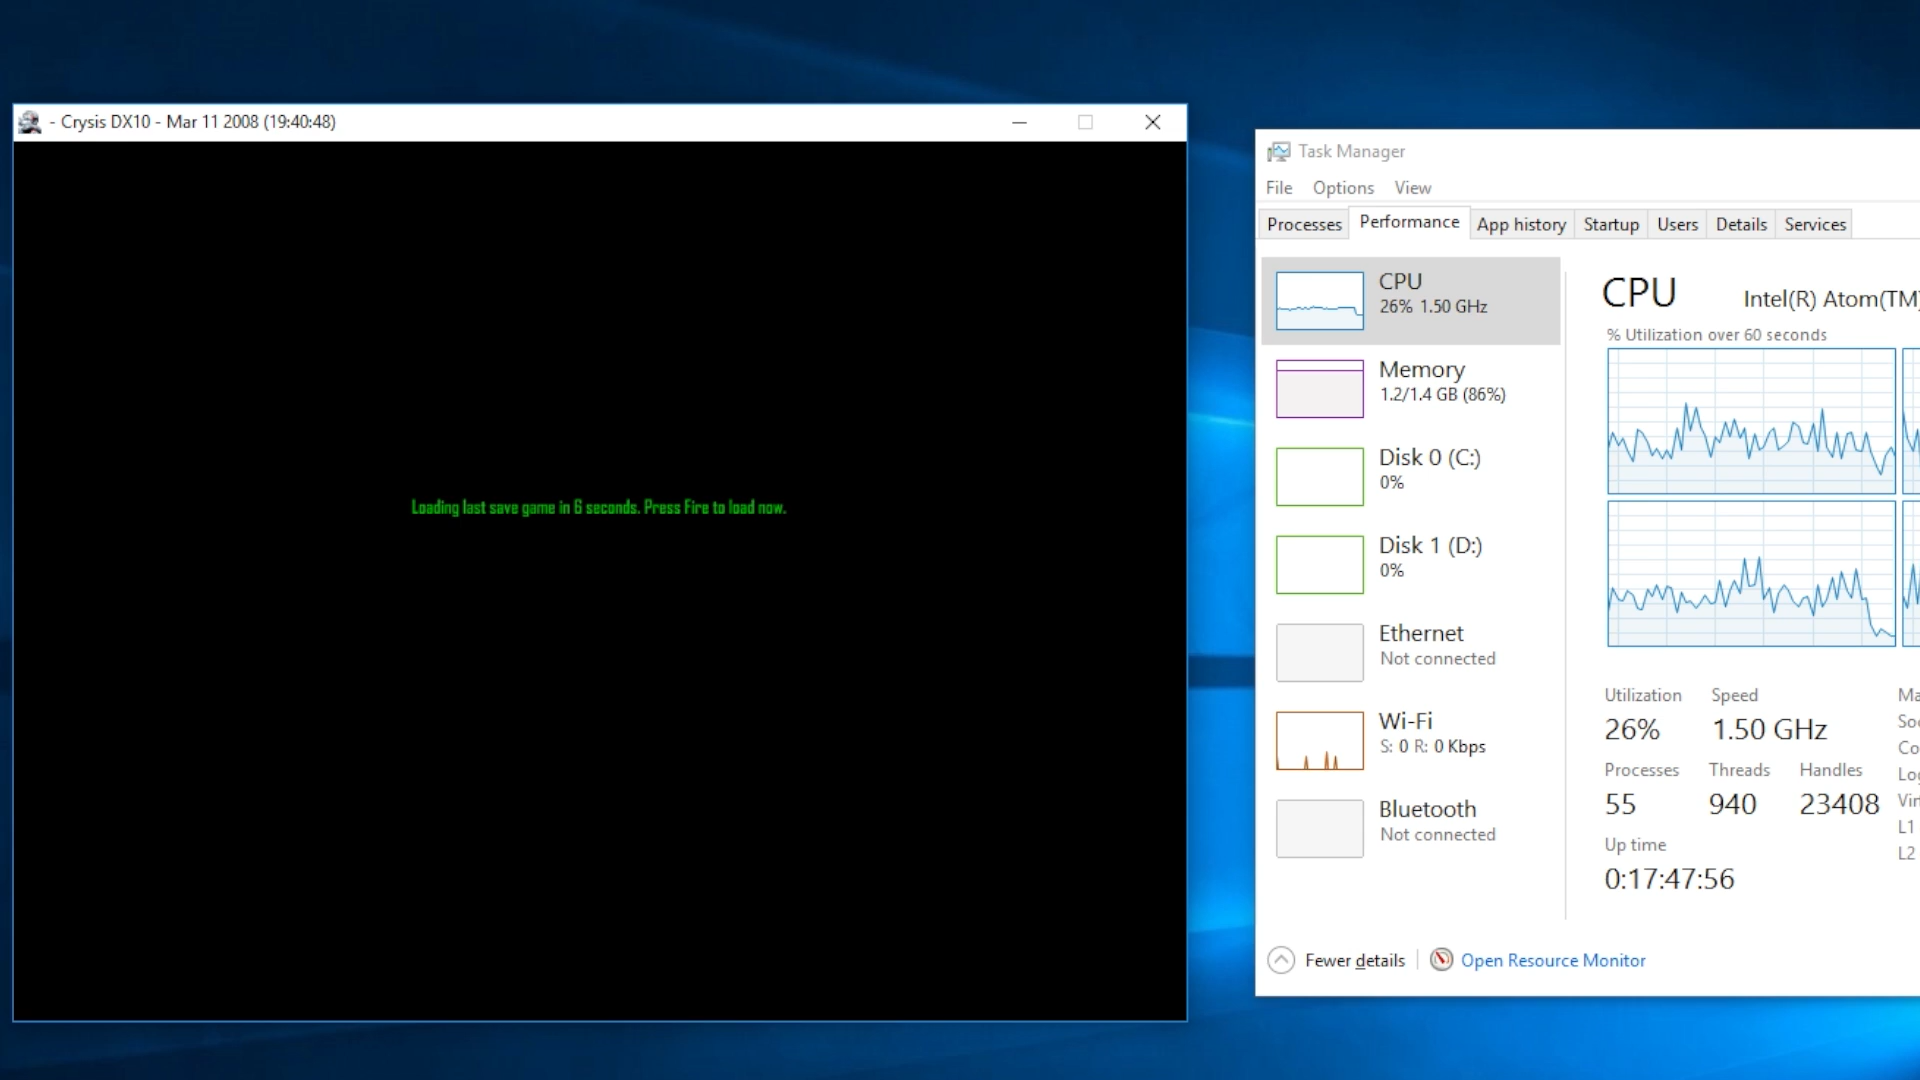 - Crysis DX10 - Mar 11 2008 (19:40:48)
Loading last save game in 6 seconds. Press Fire to load now.
Task Manager
File Options View
Processes Performance App history Startup Users Details Services
CPU
26% 1.50 GHz
Memory
1.2/1.4 GB (86%)
Disk 0 (C:)
0%
Disk 1 (D:)
0%
Ethernet
Not connected
Wi-Fi
S: 0 R: 0 Kbps
Bluetooth
Not connected
CPU Intel(R) Atom(TM)
% Utilization over 60 seconds
Utilization Speed
26% 1.50 GHz
Processes Threads Handles
55 940 23408
Up time
0:17:47:56
L1
L2
Fewer details
Open Resource Monitor